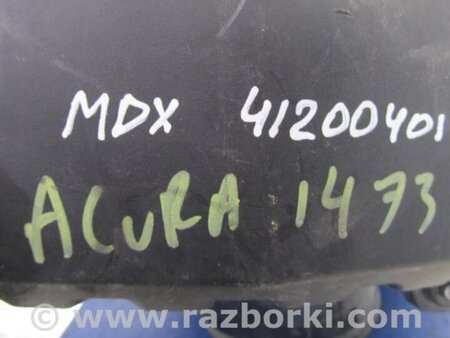 MDX 41200401
ACURA 1473
www.razborki.com